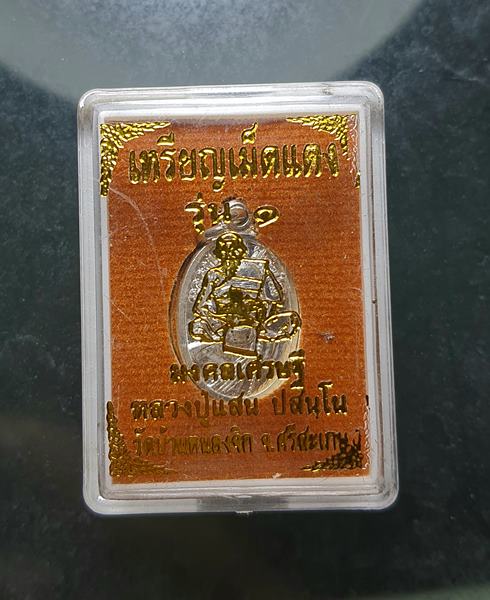 เหรียญเม็ดแตง
รุ่น ๑
มงคลเศรษฐี
หลวงปู่แสน ปสนฺโน
วัดบ้านหนองจิก จ.ศรีสะเกษ